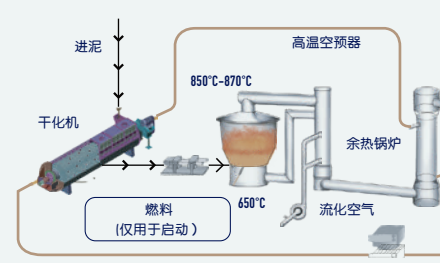 进泥
高温空预器
850°C-870°C
干化机
余热锅炉
燃料
(仅用于启动）
650°C
流化空气